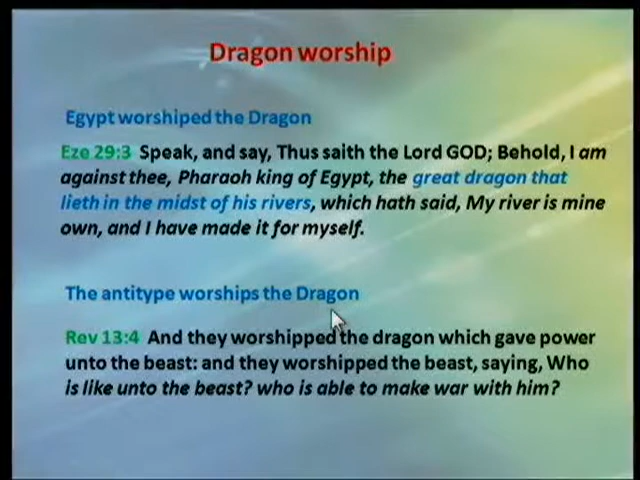 Dragon worship
Egypt worshiped the Dragon
Eze 29:3 Speak, and say, Thus saith the Lord GOD; Behold, I am
against thee, Pharaoh king of Egypt, the great dragon that
lieth in the midst of his rivers, which hath said, My river is mine
own, and I have made it for myself.
The antitype worships the Dragon
Rev 13:4 And they worshipped the dragon which gave power
unto the beast: and they worshipped the beast, saying, Who
is like unto the beast? who is able to make war with him?